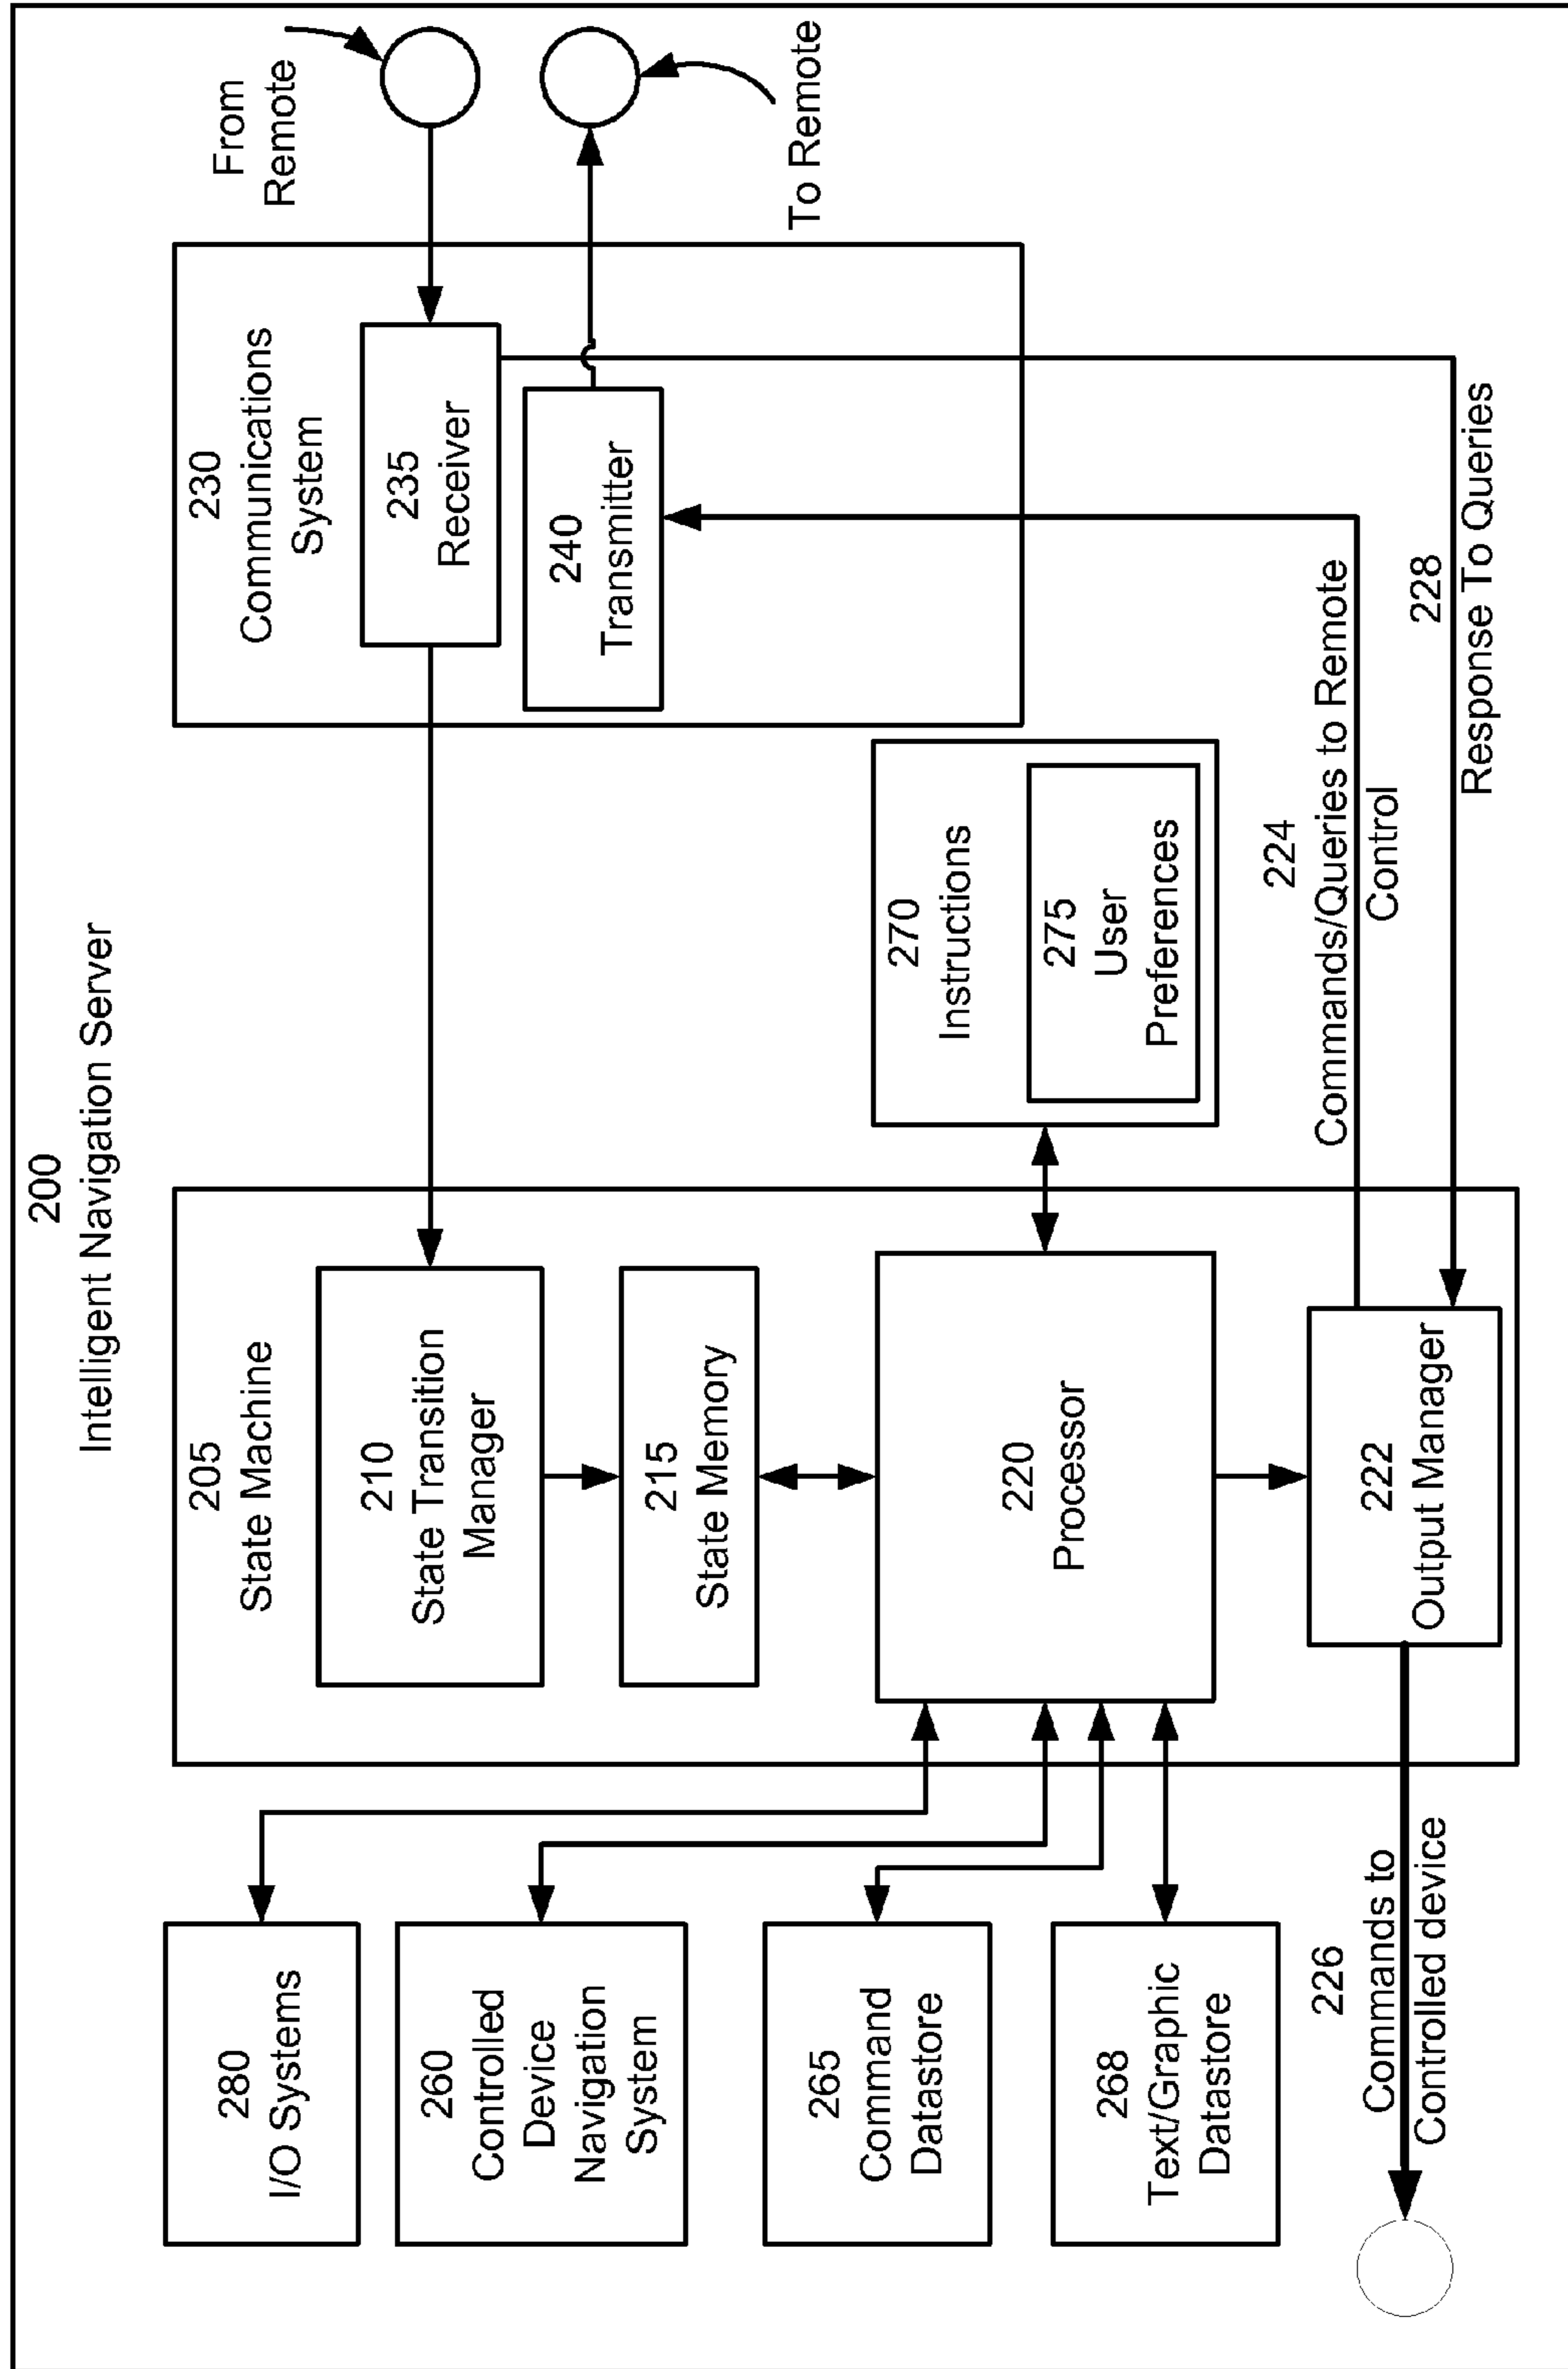 200
Intelligent Navigation Server
280
I/O Systems
260
Controlled
Device
Navigation
System
265
Command
Datastore
268
Text/Graphic
Datastore
226
Commands to
Controlled device
205
State Machine
210
State Transition
Manager
215
State Memory
220
Processor
222
Output Manager
270
Instructions
275
User
Preferences
224
Commands/Queries to Remote
Control
228
Response To Queries
230
Communications
System
235
Receiver
240
Transmitter
From
Remote
To Remote